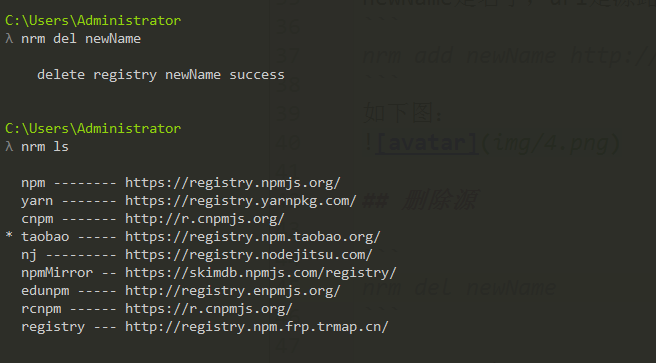 C:\Users\Administrator
λ nrm del newName
delete registry newName success
C:\Users\Administrator
λ nrm ls
npm -------- https://registry.npmjs.org/
yarn ------- https://registry.yarnpkg.com/
cnpm ------- http://r.cnpmjs.org/
* taobao ----- https://registry.npm.taobao.org/
nj --------- https://registry.nodejitsu.com/
npmMirror -- https://skimdb.npmjs.com/registry/
edunpm ----- http://registry.enpmjs.org/
rcnpm ------ https://r.cnpmjs.org/
registry --- http://registry.npm.frp.trmap.cn/
nrm add newName http://
如下图:
![avatar](img/4.png)
## 删除源
nrm del newName